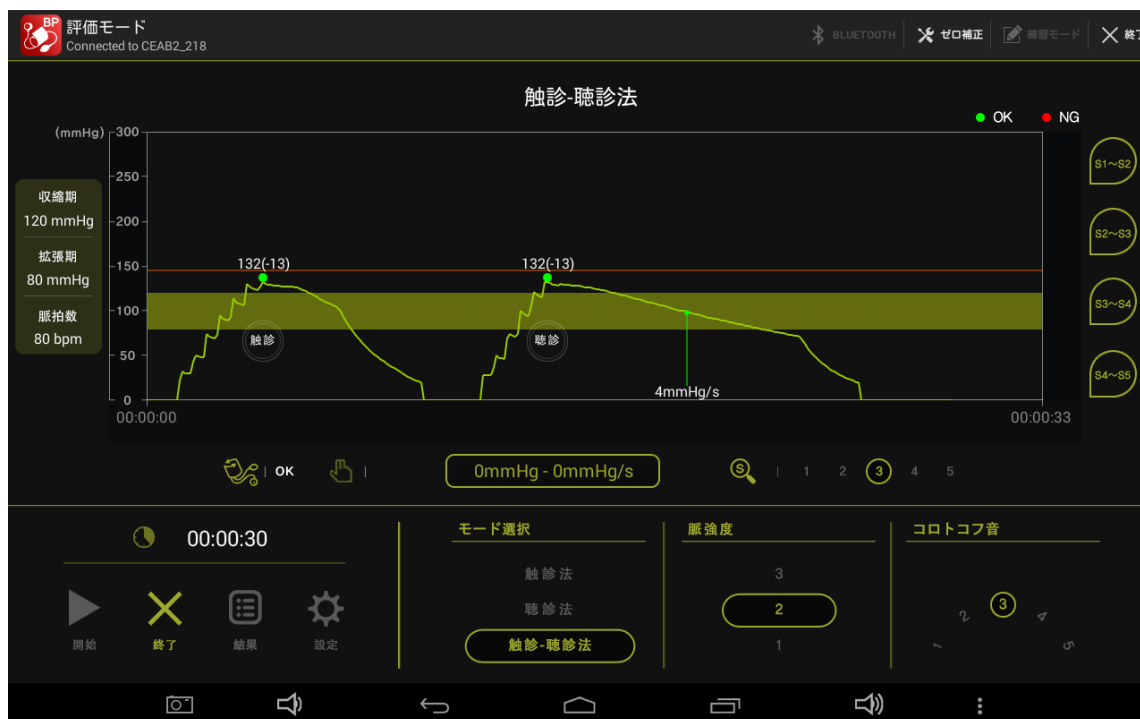 BP
評価モード
Connected to CEAB2_218
BLUETOOTH
ゼロ補正
練習モード
終了
触診-聴診法
OK
NG
(mmHg)
300
250
200
150
100
50
0
収縮期
120 mmHg
拡張期
80 mmHg
脈拍数
80 bpm
132(-13)
132(-13)
触診
聴診
4mmHg/s
00:00:00
00:00:33
S1~S2
S2~S3
S3~S4
S4~S5
OK
0mmHg - 0mmHg/s
S
1 2 3 4 5
00:00:30
開始
終了
結果
設定
モード選択
触診法
聴診法
触診-聴診法
脈強度
3
2
1
コロトコフ音
1 2 3 4 5